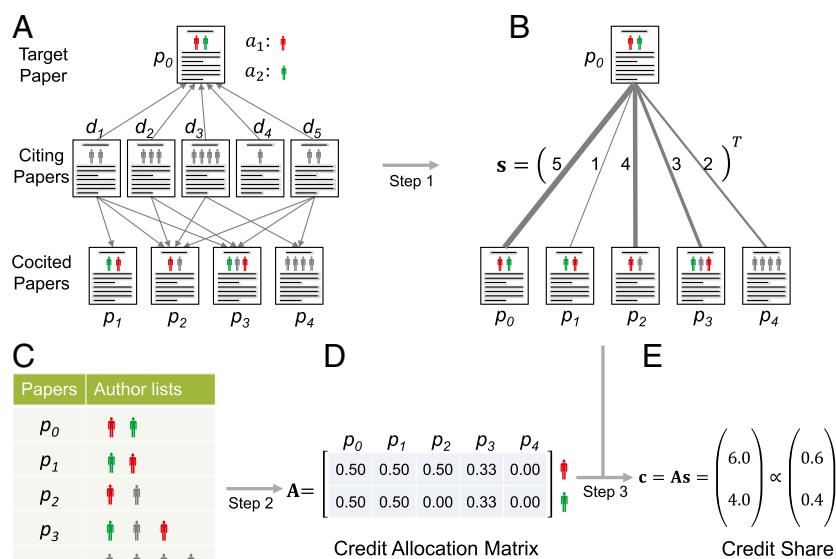 A
B
Target
Paper
p0
a1:
a2:
p0
d1 d2 d3 d4 d5
Citing
Papers
Step 1
s = ( 5 1 4 3 2 )T
Cocited
Papers
p1 p2 p3 p4
p0 p1 p2 p3 p4
C
D
E
Papers Author lists
p0
p1
p2
p3
Step 2
p0 p1 p2 p3 p4
A=
0.50 0.50 0.50 0.33 0.00
0.50 0.50 0.00 0.33 0.00
Step 3
c = As = ( 6.0 4.0 ) ∝ ( 0.6 0.4 )
Credit Allocation Matrix
Credit Share